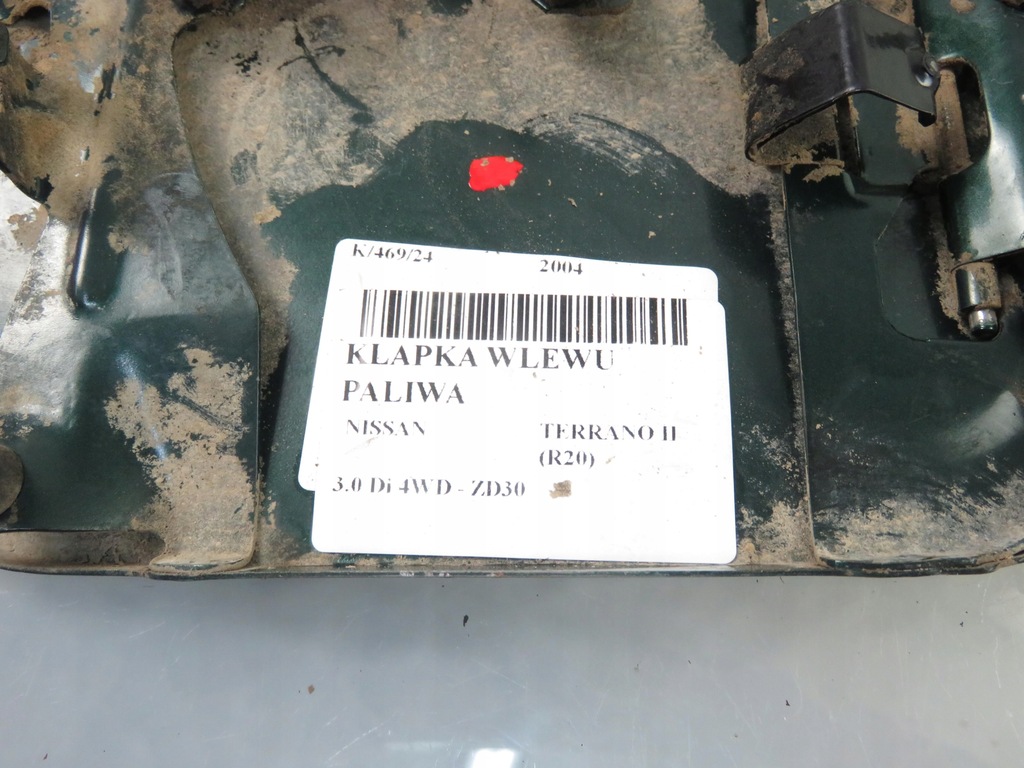 K/469/24 2004
KLAPKA WLEWU
PALIWA
NISSAN TERRANO II
(R20)
3.0 Di 4WD - ZD30